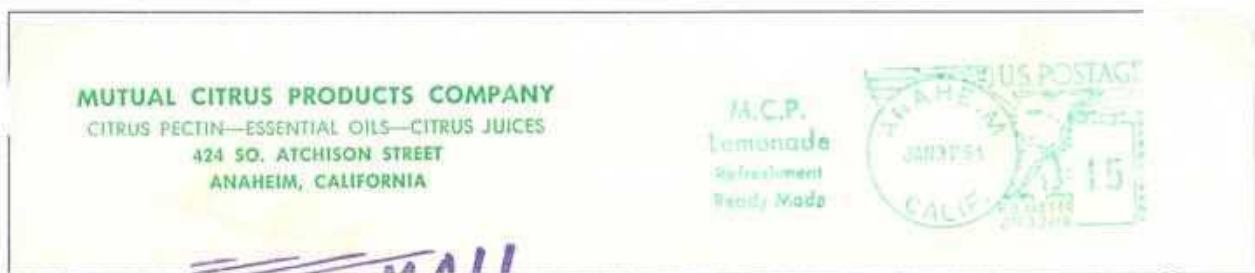 MUTUAL CITRUS PRODUCTS COMPANY
CITRUS PECTIN—ESSENTIAL OILS—CITRUS JUICES
424 SO. ATCHISON STREET
ANAHEIM, CALIFORNIA
M.C.P.
Lemonade
Refreshment
Ready Made
ANAHEIM
CALIF.
US POSTAGE
15
MAIL